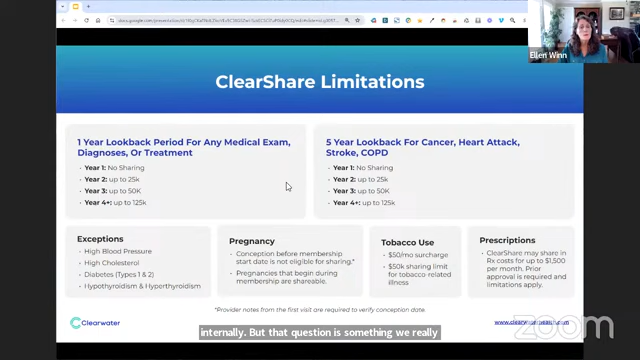 Ellen Winn
ClearShare Limitations
1 Year Lookback Period For Any Medical Exam,
Diagnoses, Or Treatment
Year 1: No Sharing
Year 2: up to 25k
Year 3: up to 50K
Year 4+: up to 125k
5 Year Lookback For Cancer, Heart Attack,
Stroke, COPD
Year 1: No Sharing
Year 2: up to 25k
Year 3: up to 50K
Year 4+: up to 125k
Exceptions
High Blood Pressure
High Cholesterol
Diabetes (Types 1 & 2)
Hypothyroidism & Hyperthyroidism
Pregnancy
Conception before membership
start date is not eligible for sharing.*
Pregnancies that begin during
membership are shareable.
Tobacco Use
$50/mo surcharge
$50k sharing limit
for tobacco related
illness
Prescriptions
ClearShare may share in
Rx costs for up to $1,500
per month. Prior
approval is required and
limitations apply.
*Provider notes from the first visit are required to verify conception date.
Clearwater
internally. But that question is something we really
zoom